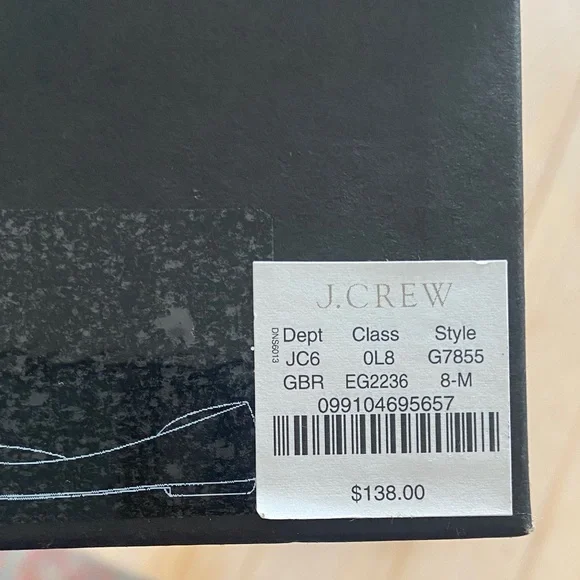 J.CREW
DNS6013
Dept Class Style
JC6 0L8 G7855
GBR EG2236 8-M
099104695657
$138.00